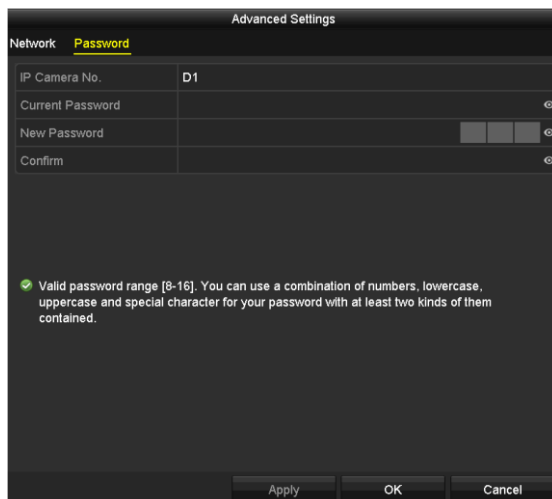 Advanced Settings
Network Password
IP Camera No. D1
Current Password
New Password
Confirm
Valid password range [8-16]. You can use a combination of numbers, lowercase,
uppercase and special character for your password with at least two kinds of them
contained.
Apply OK Cancel